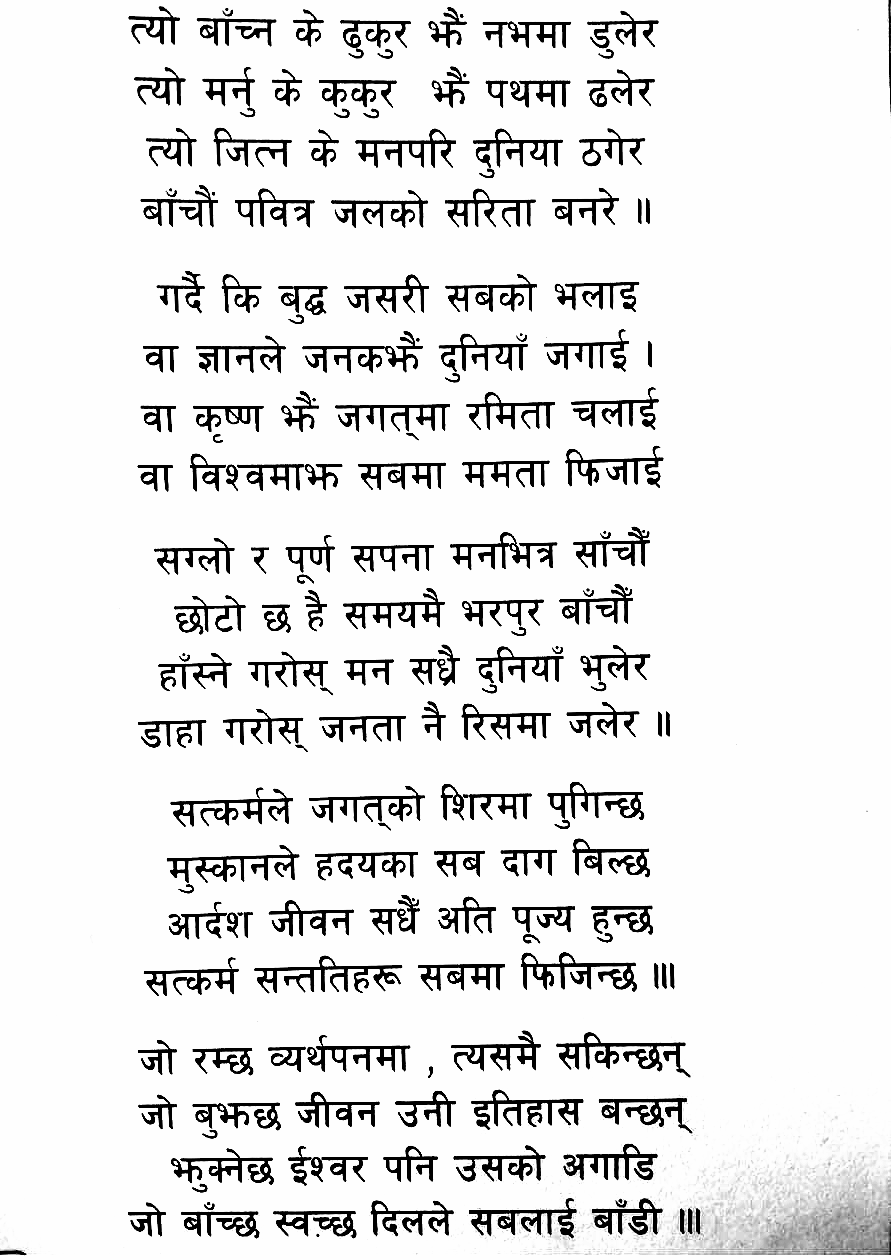 त्यो बाँच्न के ढुकुर झैं नभमा डुलेर
त्यो मर्नु के कुकुर झैं पथमा ढलेर
त्यो जित्न के मनपरि दुनिया ठगेर
बाँचौं पवित्र जलको सरिता बनरे ॥
गर्दै कि बुद्ध जसरी सबको भलाइ
वा ज्ञानले जनकझैं दुनियाँ जगाई ।
वा कृष्ण झैं जगत्‌मा रमिता चलाई
वा विश्वमाझ सबमा ममता फिजाई
सग्लो र पूर्ण सपना मनभित्र साँचौँ
छोटो छ है समयमै भरपुर बाँचौँ
हाँस्ने गरोस् मन सध्रै दुनियाँ भुलेर
डाहा गरोस् जनता नै रिसमा जलेर ॥
सत्कर्मले जगत्‌को शिरमा पुगिन्छ
मुस्कानले हदयका सब दाग बिल्छ
आर्दश जीवन सधैँ अति पूज्य हुन्छ
सत्कर्म सन्ततिहरू सबमा फिजिन्छ ॥।
जो रम्छ व्यर्थपनमा , त्यसमै सकिन्छन्
जो बुझछ जीवन उनी इतिहास बन्छन्
झुक्नेछ ईश्वर पनि उसको अगाडि
जो बाँच्छ स्वच़्छ दिलले सबलाई बाँडी ॥।